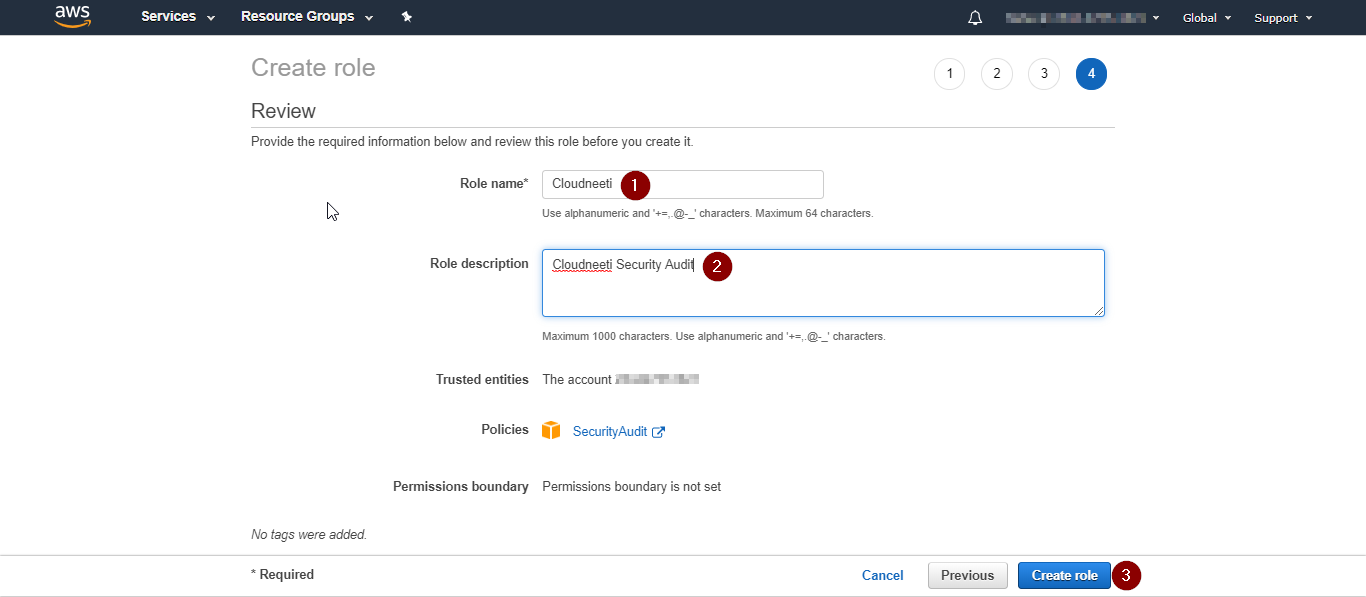 aws Services Resource Groups Global Support
Create role 1 2 3 4
Review
Provide the required information below and review this role before you create it.
Role name* Cloudneeti 1
Use alphanumeric and '+=,.@-_' characters. Maximum 64 characters.
Role description Cloudneeti Security Audit 2
Maximum 1000 characters. Use alphanumeric and '+=,.@-_' characters.
Trusted entities The account
Policies SecurityAudit
Permissions boundary Permissions boundary is not set
No tags were added.
* Required Cancel Previous Create role 3